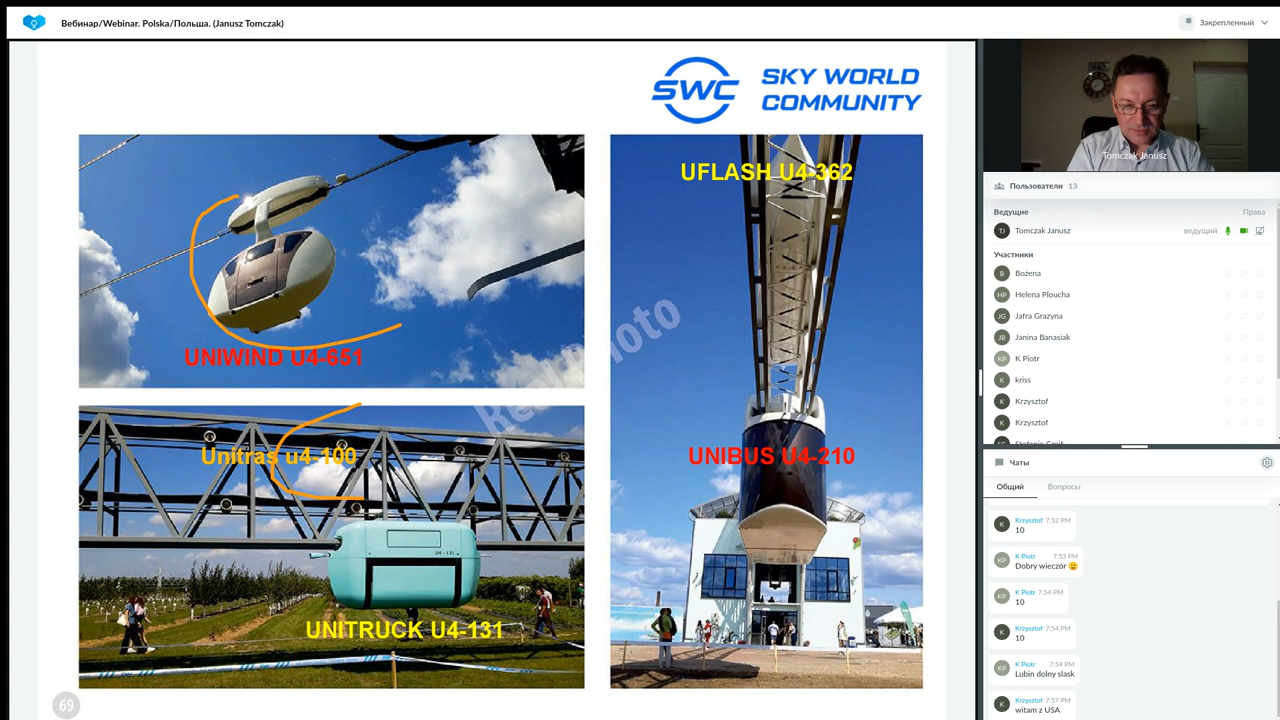 Вебинар/Webinar. Polska/Польша. (Janusz Tomczak)
Закрепленный
SWC
SKY WORLD
COMMUNITY
UNIWIND U4-651
UFLASH U4-362
Unitras u4-100
UNITRUCK U4-131
UNIBUS U4-210
69
Tomczak Janusz
Пользователи 13
Ведущие Права
TJ Tomczak Janusz ведущий
Участники
B Bożena
HP Helena Ploucha
JG Jafra Grazyna
JB Janina Banasiak
KP K Piotr
K kriss
K Krzysztof
K Krzysztof
Чаты
Общий Вопросы
K Krzysztof 7:52 PM
10
KP K Piotr 7:53 PM
Dobry wieczór 🙂
KP K Piotr 7:54 PM
10
K Krzysztof 7:54 PM
10
KP K Piotr 7:54 PM
Lubin dolny slask
K Krzysztof 7:57 PM
witam z USA